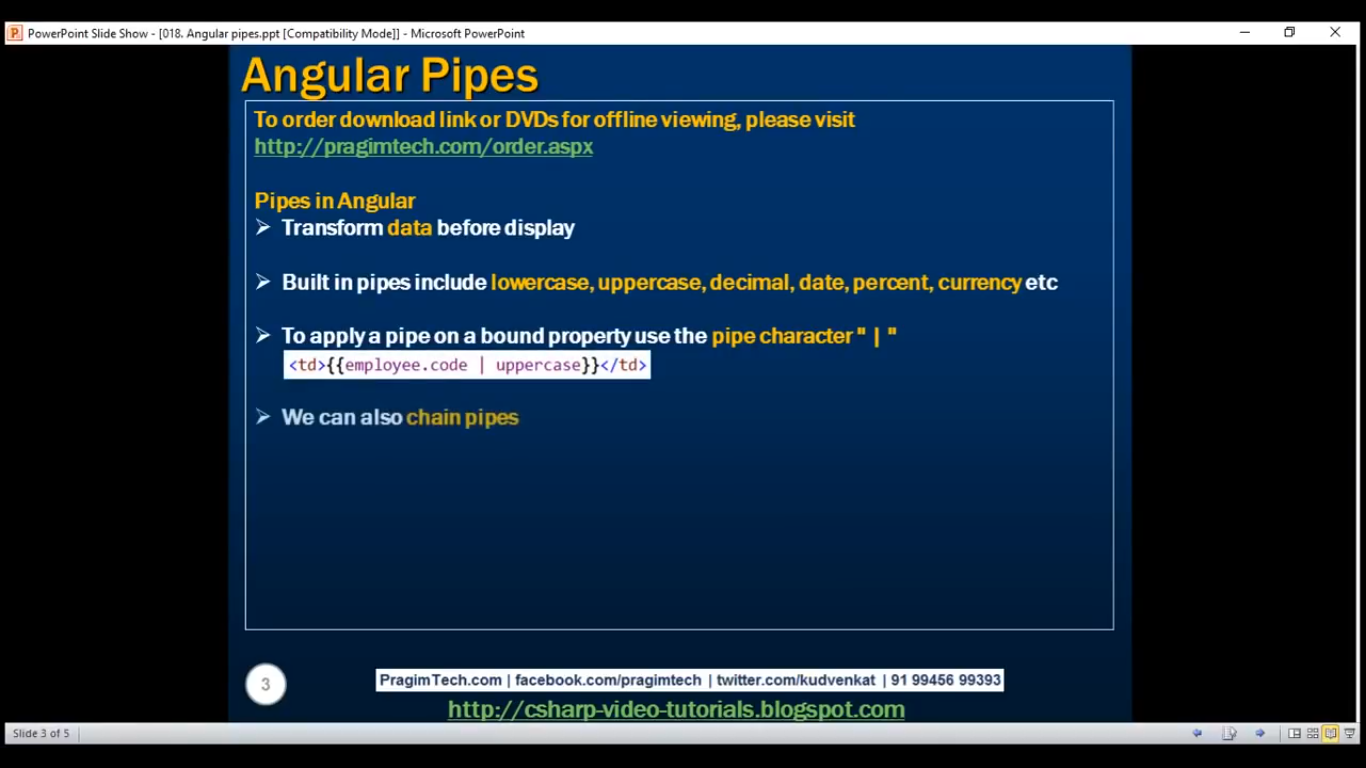 PowerPoint Slide Show - [018. Angular pipes.ppt [Compatibility Mode]] - Microsoft PowerPoint
Angular Pipes
To order download link or DVDs for offline viewing, please visit
http://pragimtech.com/order.aspx
Pipes in Angular
➢ Transform data before display
➢ Built in pipes include lowercase, uppercase, decimal, date, percent, currency etc
➢ To apply a pipe on a bound property use the pipe character " | "
<td>{{employee.code | uppercase}}</td>
➢ We can also chain pipes
3
PragimTech.com | facebook.com/pragimtech | twitter.com/kudvenkat | 91 99456 99393
http://csharp-video-tutorials.blogspot.com
Slide 3 of 5